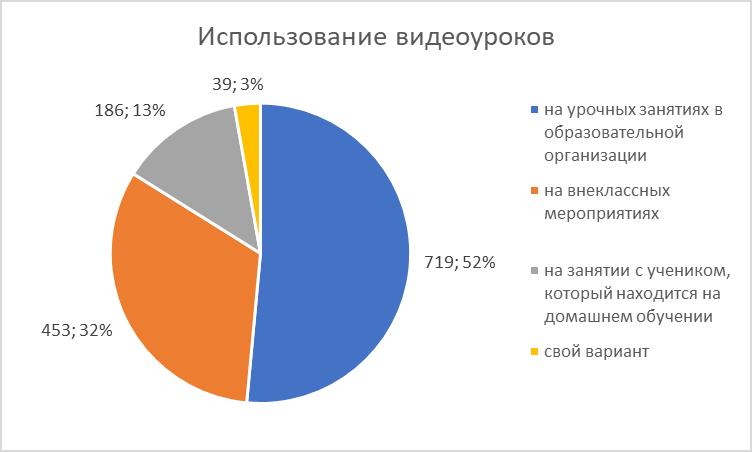 Использование видеоуроков
39; 3%
186; 13%
719; 52%
453; 32%
на урочных занятиях в
образовательной
организации
на внеклассных
мероприятиях
на занятии с учеником,
который находится на
домашнем обучении
свой вариант